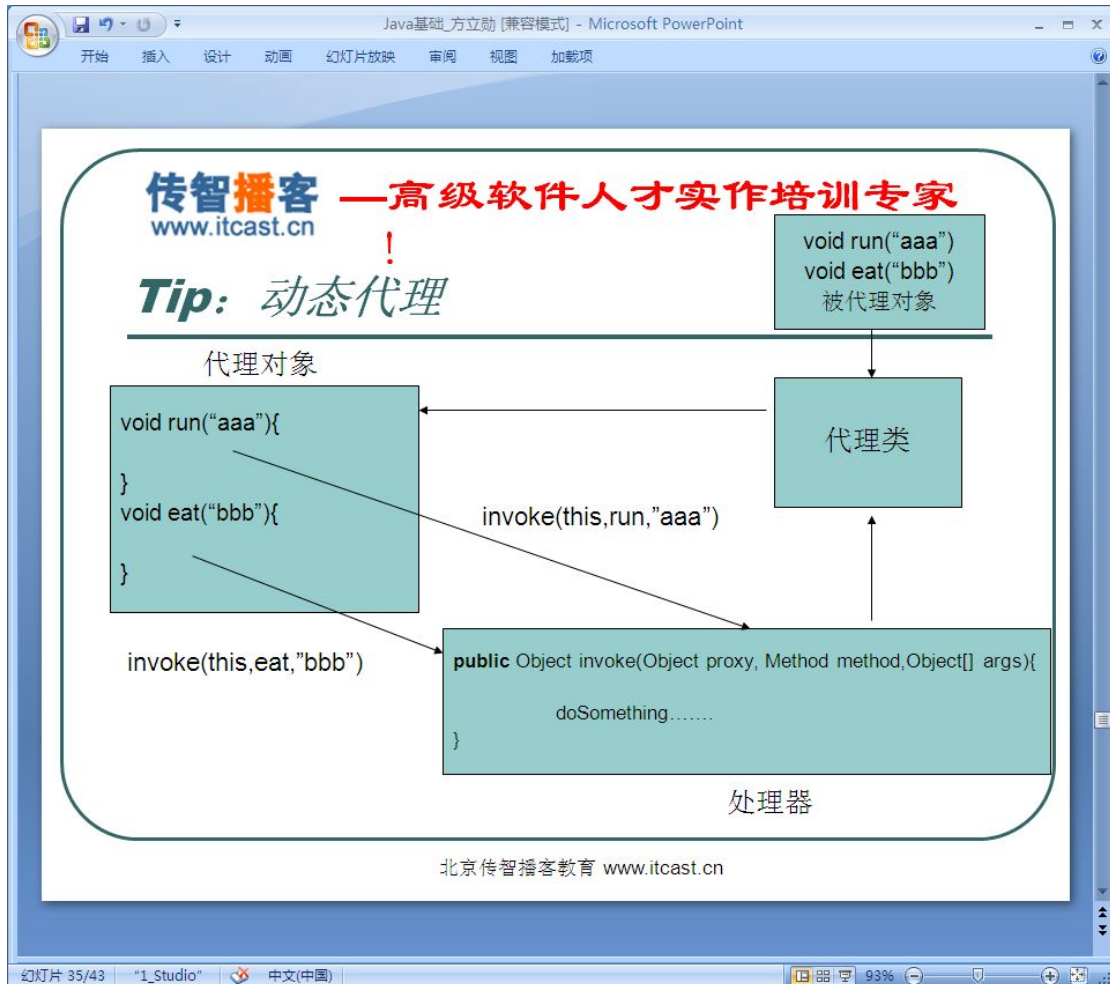 Java基础_方立勋 [兼容模式] - Microsoft PowerPoint
开始 插入 设计 动画 幻灯片放映 审阅 视图 加载项
传智播客
www.itcast.cn
—高级软件人才实作培训专家
!
Tip: 动态代理
void run(“aaa”)
void eat(“bbb”)
被代理对象
代理对象
void run(“aaa”){
}
void eat(“bbb”){
}
代理类
invoke(this,run,”aaa”)
invoke(this,eat,”bbb”)
public Object invoke(Object proxy, Method method,Object[] args){
doSomething…….
}
处理器
北京传智播客教育 www.itcast.cn
幻灯片 35/43 “1_Studio” 中文(中国) 93%